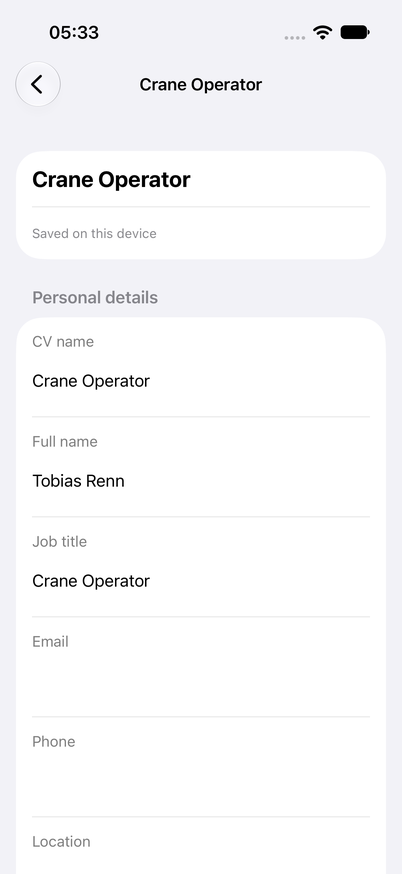 05:33
Crane Operator
Crane Operator
Saved on this device
Personal details
CV name
Crane Operator
Full name
Tobias Renn
Job title
Crane Operator
Email
Phone
Location